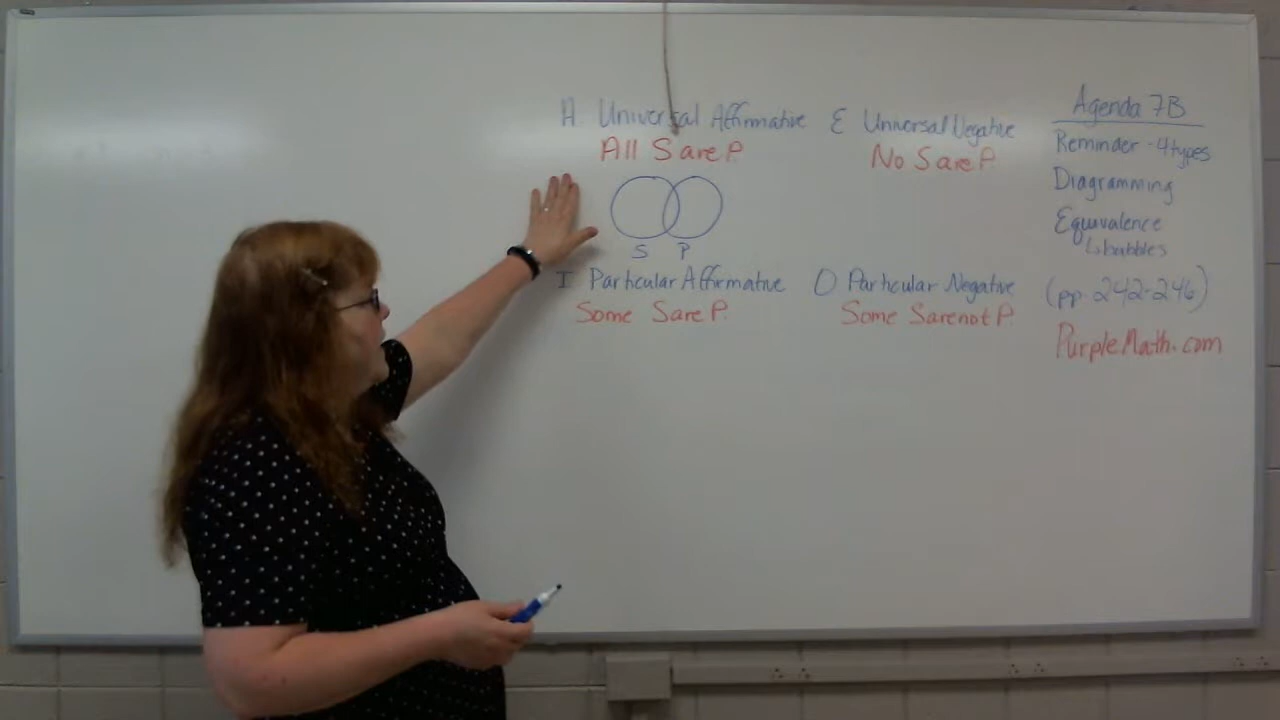 A Universal Affirmative
All S are P.
S P
E Universal Negative
No S are P.
I Particular Affirmative
Some S are P.
O Particular Negative
Some S are not P.
Agenda 7B
Reminder - 4 types
Diagramming
Equivalence
↳ bubbles
(pp. 242-246)
PurpleMath.com